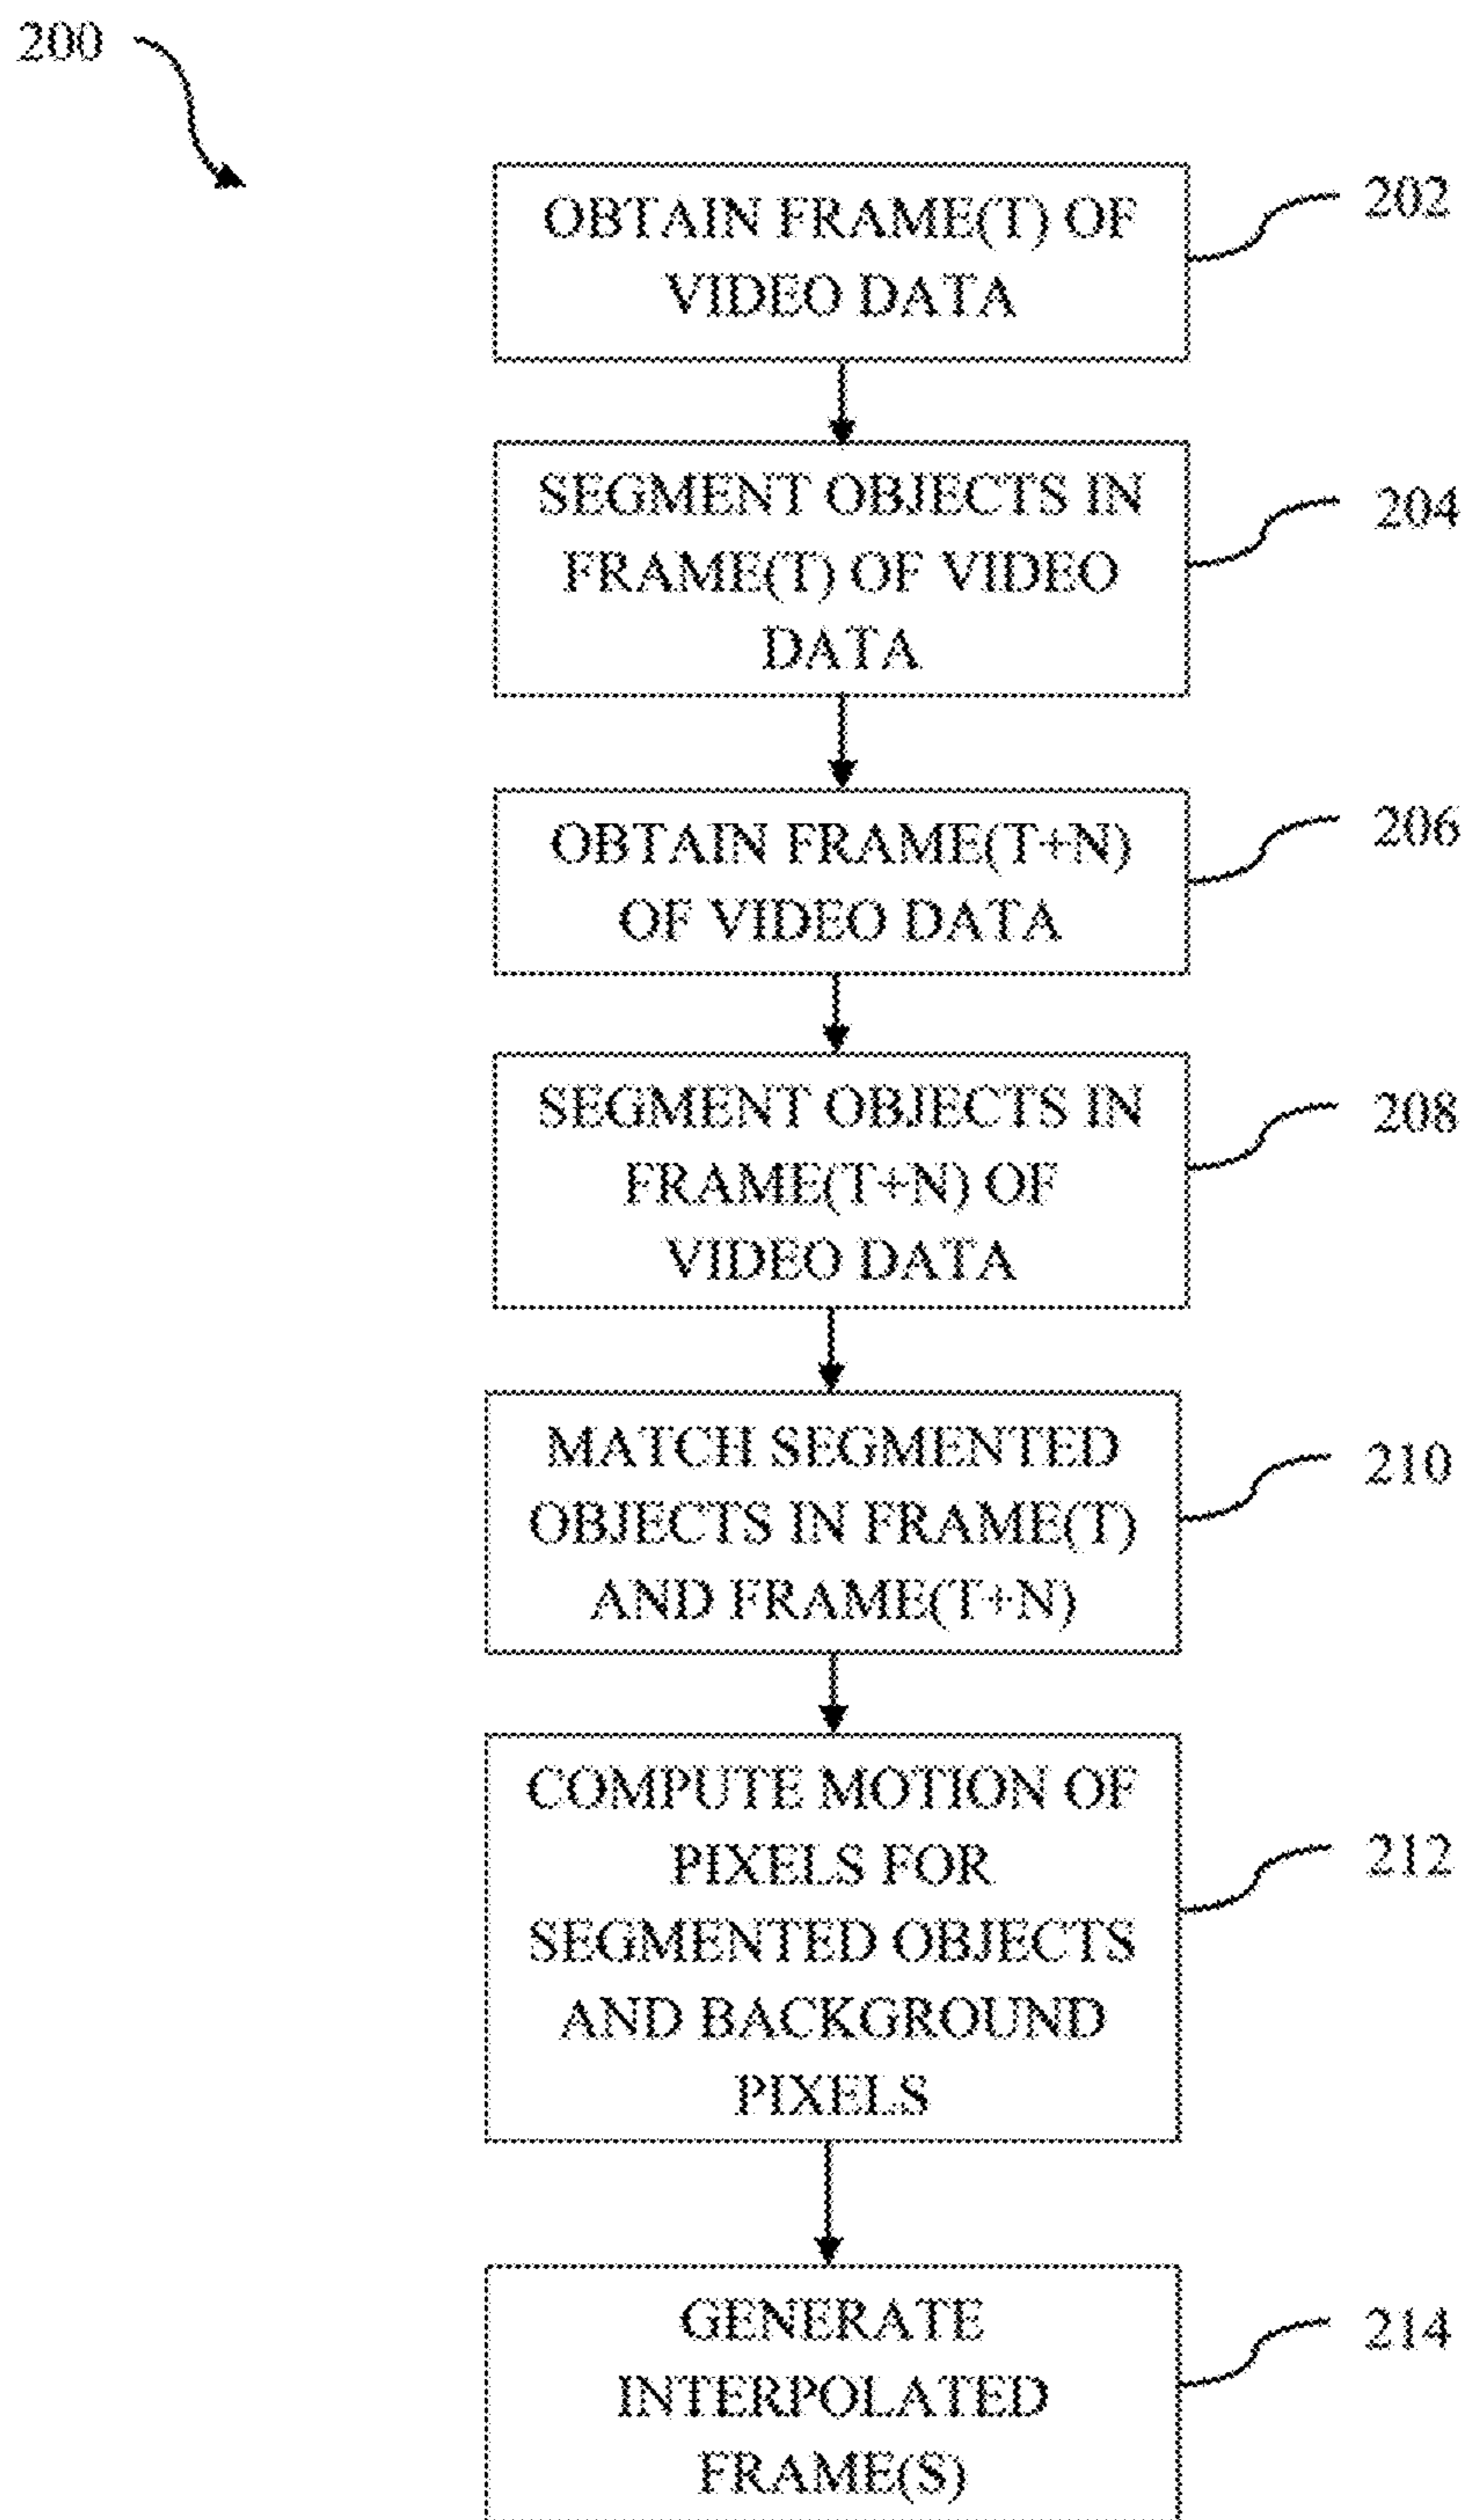 200
OBTAIN FRAME(T) OF
VIDEO DATA
202
SEGMENT OBJECTS IN
FRAME(T) OF VIDEO
DATA
204
OBTAIN FRAME(T+N)
OF VIDEO DATA
206
SEGMENT OBJECTS IN
FRAME(T+N) OF
VIDEO DATA
208
MATCH SEGMENTED
OBJECTS IN FRAME(T)
AND FRAME(T+N)
210
COMPUTE MOTION OF
PIXELS FOR
SEGMENTED OBJECTS
AND BACKGROUND
PIXELS
212
GENERATE
INTERPOLATED
FRAME(S)
214